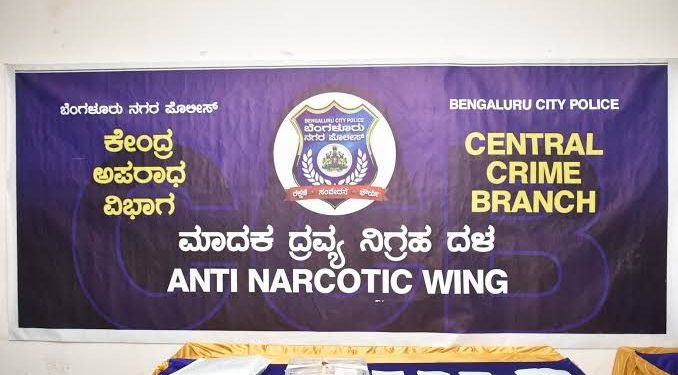 ಬೆಂಗಳೂರು ನಗರ ಪೊಲೀಸ್
ಕೇಂದ್ರ
ಅಪರಾಧ
ವಿಭಾಗ
BENGALURU CITY POLICE
ಬೆಂಗಳೂರು
ನಗರ ಪೊಲೀಸ್
BENGALURU CITY POLICE
CENTRAL
CRIME
BRANCH
CCB
ಮಾದಕ ದ್ರವ್ಯ ನಿಗ್ರಹ ದಳ
ANTI NARCOTIC WING